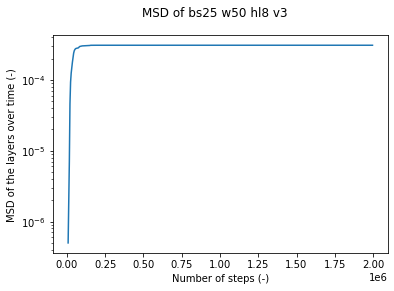 MSD of bs25 w50 hl8 v3
MSD of the layers over time (-)
10⁻⁴
10⁻⁵
10⁻⁶
0.00 0.25 0.50 0.75 1.00 1.25 1.50 1.75 2.00
1e6
Number of steps (-)